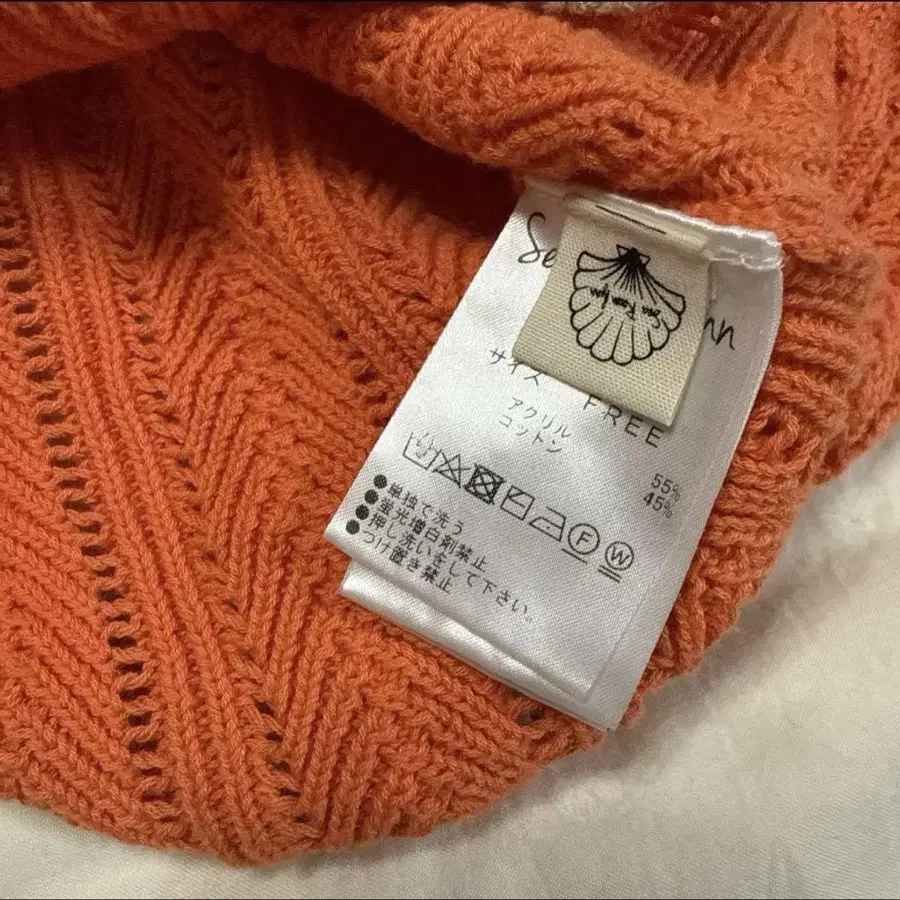 Se
nn
サイズ
FREE
アクリル 55%
コットン 45%
F W
●単独で洗う
●蛍光増白剤禁止
●押し洗いをして下さい。
●つけ置き禁止